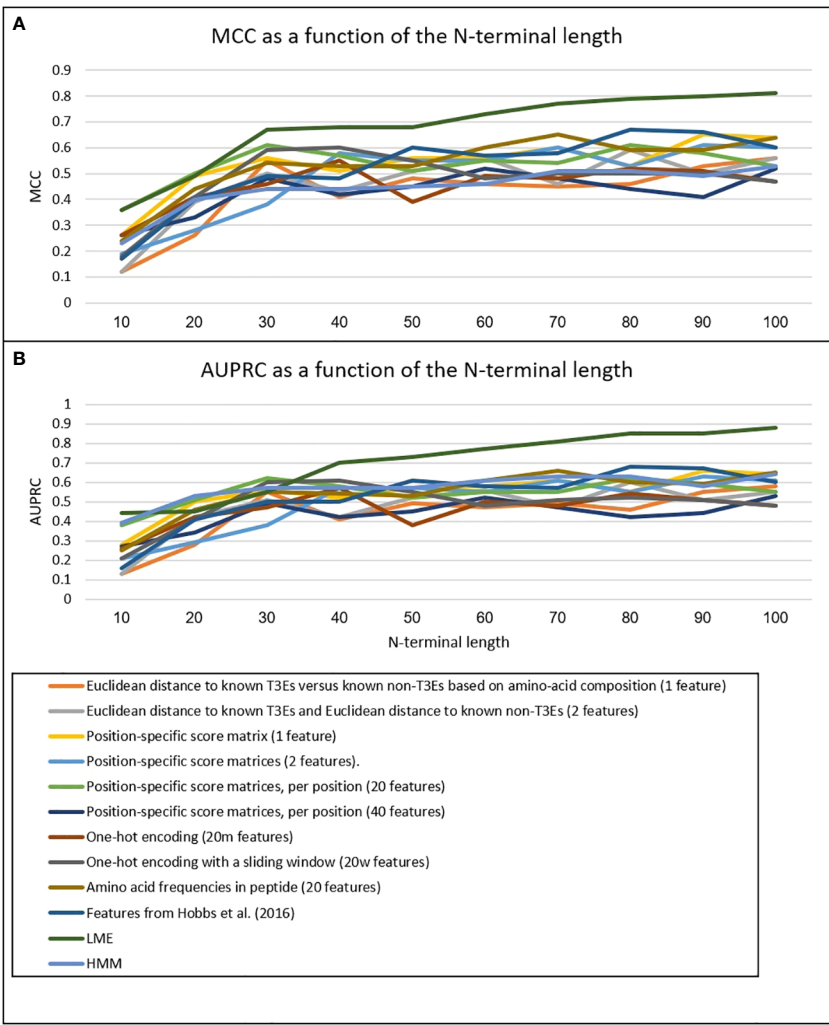 A
MCC as a function of the N-terminal length
0.9
0.8
0.7
0.6
0.5
0.4
0.3
0.2
0.1
0
MCC
10 20 30 40 50 60 70 80 90 100
B
AUPRC as a function of the N-terminal length
1
0.9
0.8
0.7
0.6
0.5
0.4
0.3
0.2
0.1
0
AUPRC
10 20 30 40 50 60 70 80 90 100
N-terminal length
Euclidean distance to known T3Es versus known non-T3Es based on amino-acid composition (1 feature)
Euclidean distance to known T3Es and Euclidean distance to known non-T3Es (2 features)
Position-specific score matrix (1 feature)
Position-specific score matrices (2 features).
Position-specific score matrices, per position (20 features)
Position-specific score matrices, per position (40 features)
One-hot encoding (20m features)
One-hot encoding with a sliding window (20w features)
Amino acid frequencies in peptide (20 features)
Features from Hobbs et al. (2016)
LME
HMM